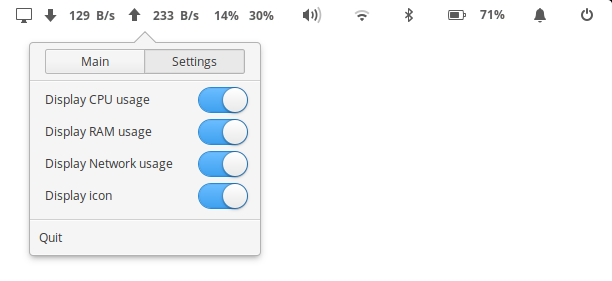 129 B/s 233 B/s 14% 30% 71%
Main Settings
Display CPU usage
Display RAM usage
Display Network usage
Display icon
Quit